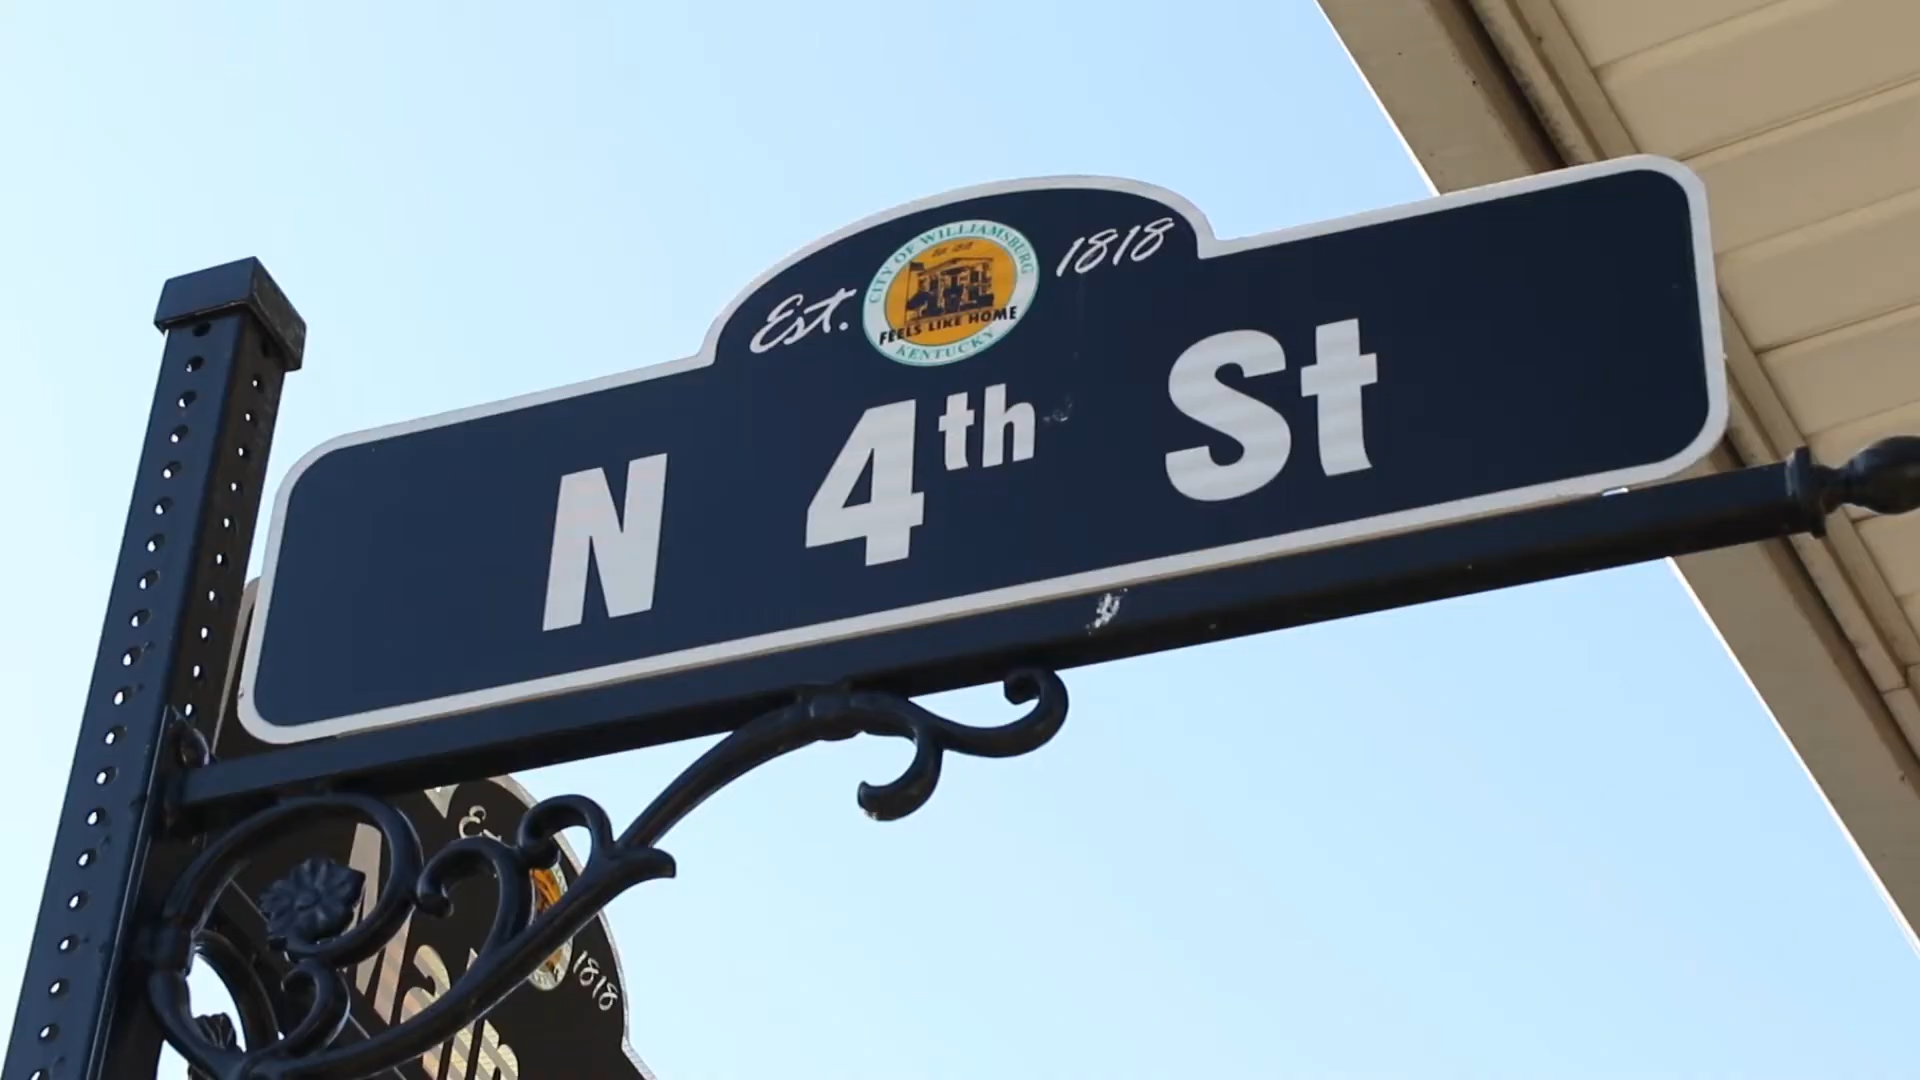 Est. 1818
CITY OF WILLIAMSBURG
FEELS LIKE HOME
KENTUCKY
N 4th St
1818